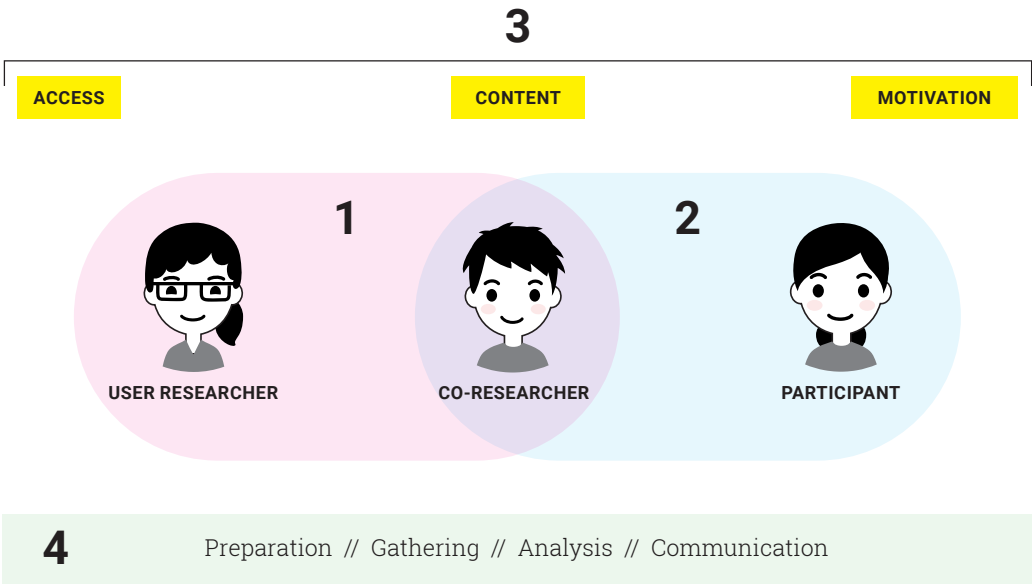 3
ACCESS CONTENT MOTIVATION
1 2
USER RESEARCHER CO-RESEARCHER PARTICIPANT
4 Preparation // Gathering // Analysis // Communication